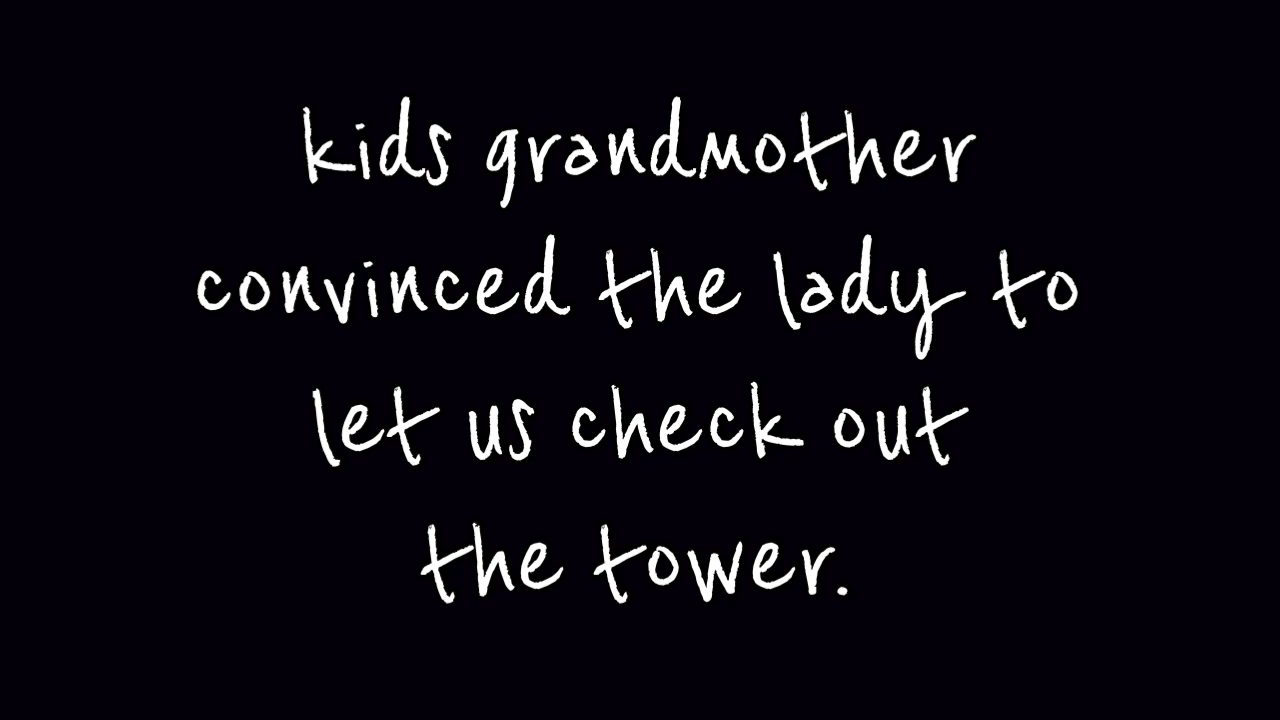 kids grandmother
convinced the lady to
let us check out
the tower.